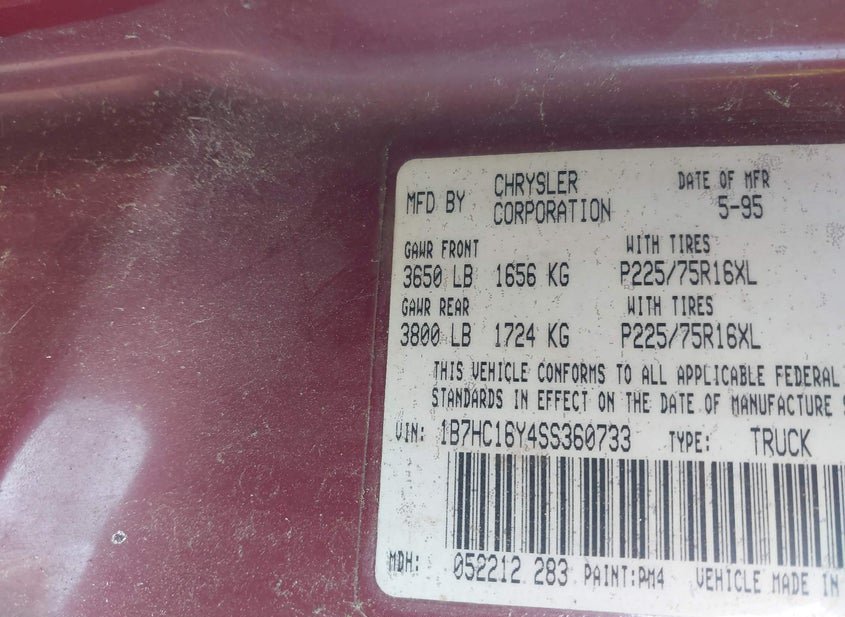 MFD BY CHRYSLER CORPORATION DATE OF MFR 5-95
GAWR FRONT WITH TIRES
3650 LB 1656 KG P225/75R16XL
GAWR REAR WITH TIRES
3800 LB 1724 KG P225/75R16XL
THIS VEHICLE CONFORMS TO ALL APPLICABLE FEDERAL
STANDARDS IN EFFECT ON THE DATE OF MANUFACTURE
VIN: 1B7HC16Y4SS360733 TYPE: TRUCK
MDH: 052212 283 PAINT:PM4 VEHICLE MADE IN